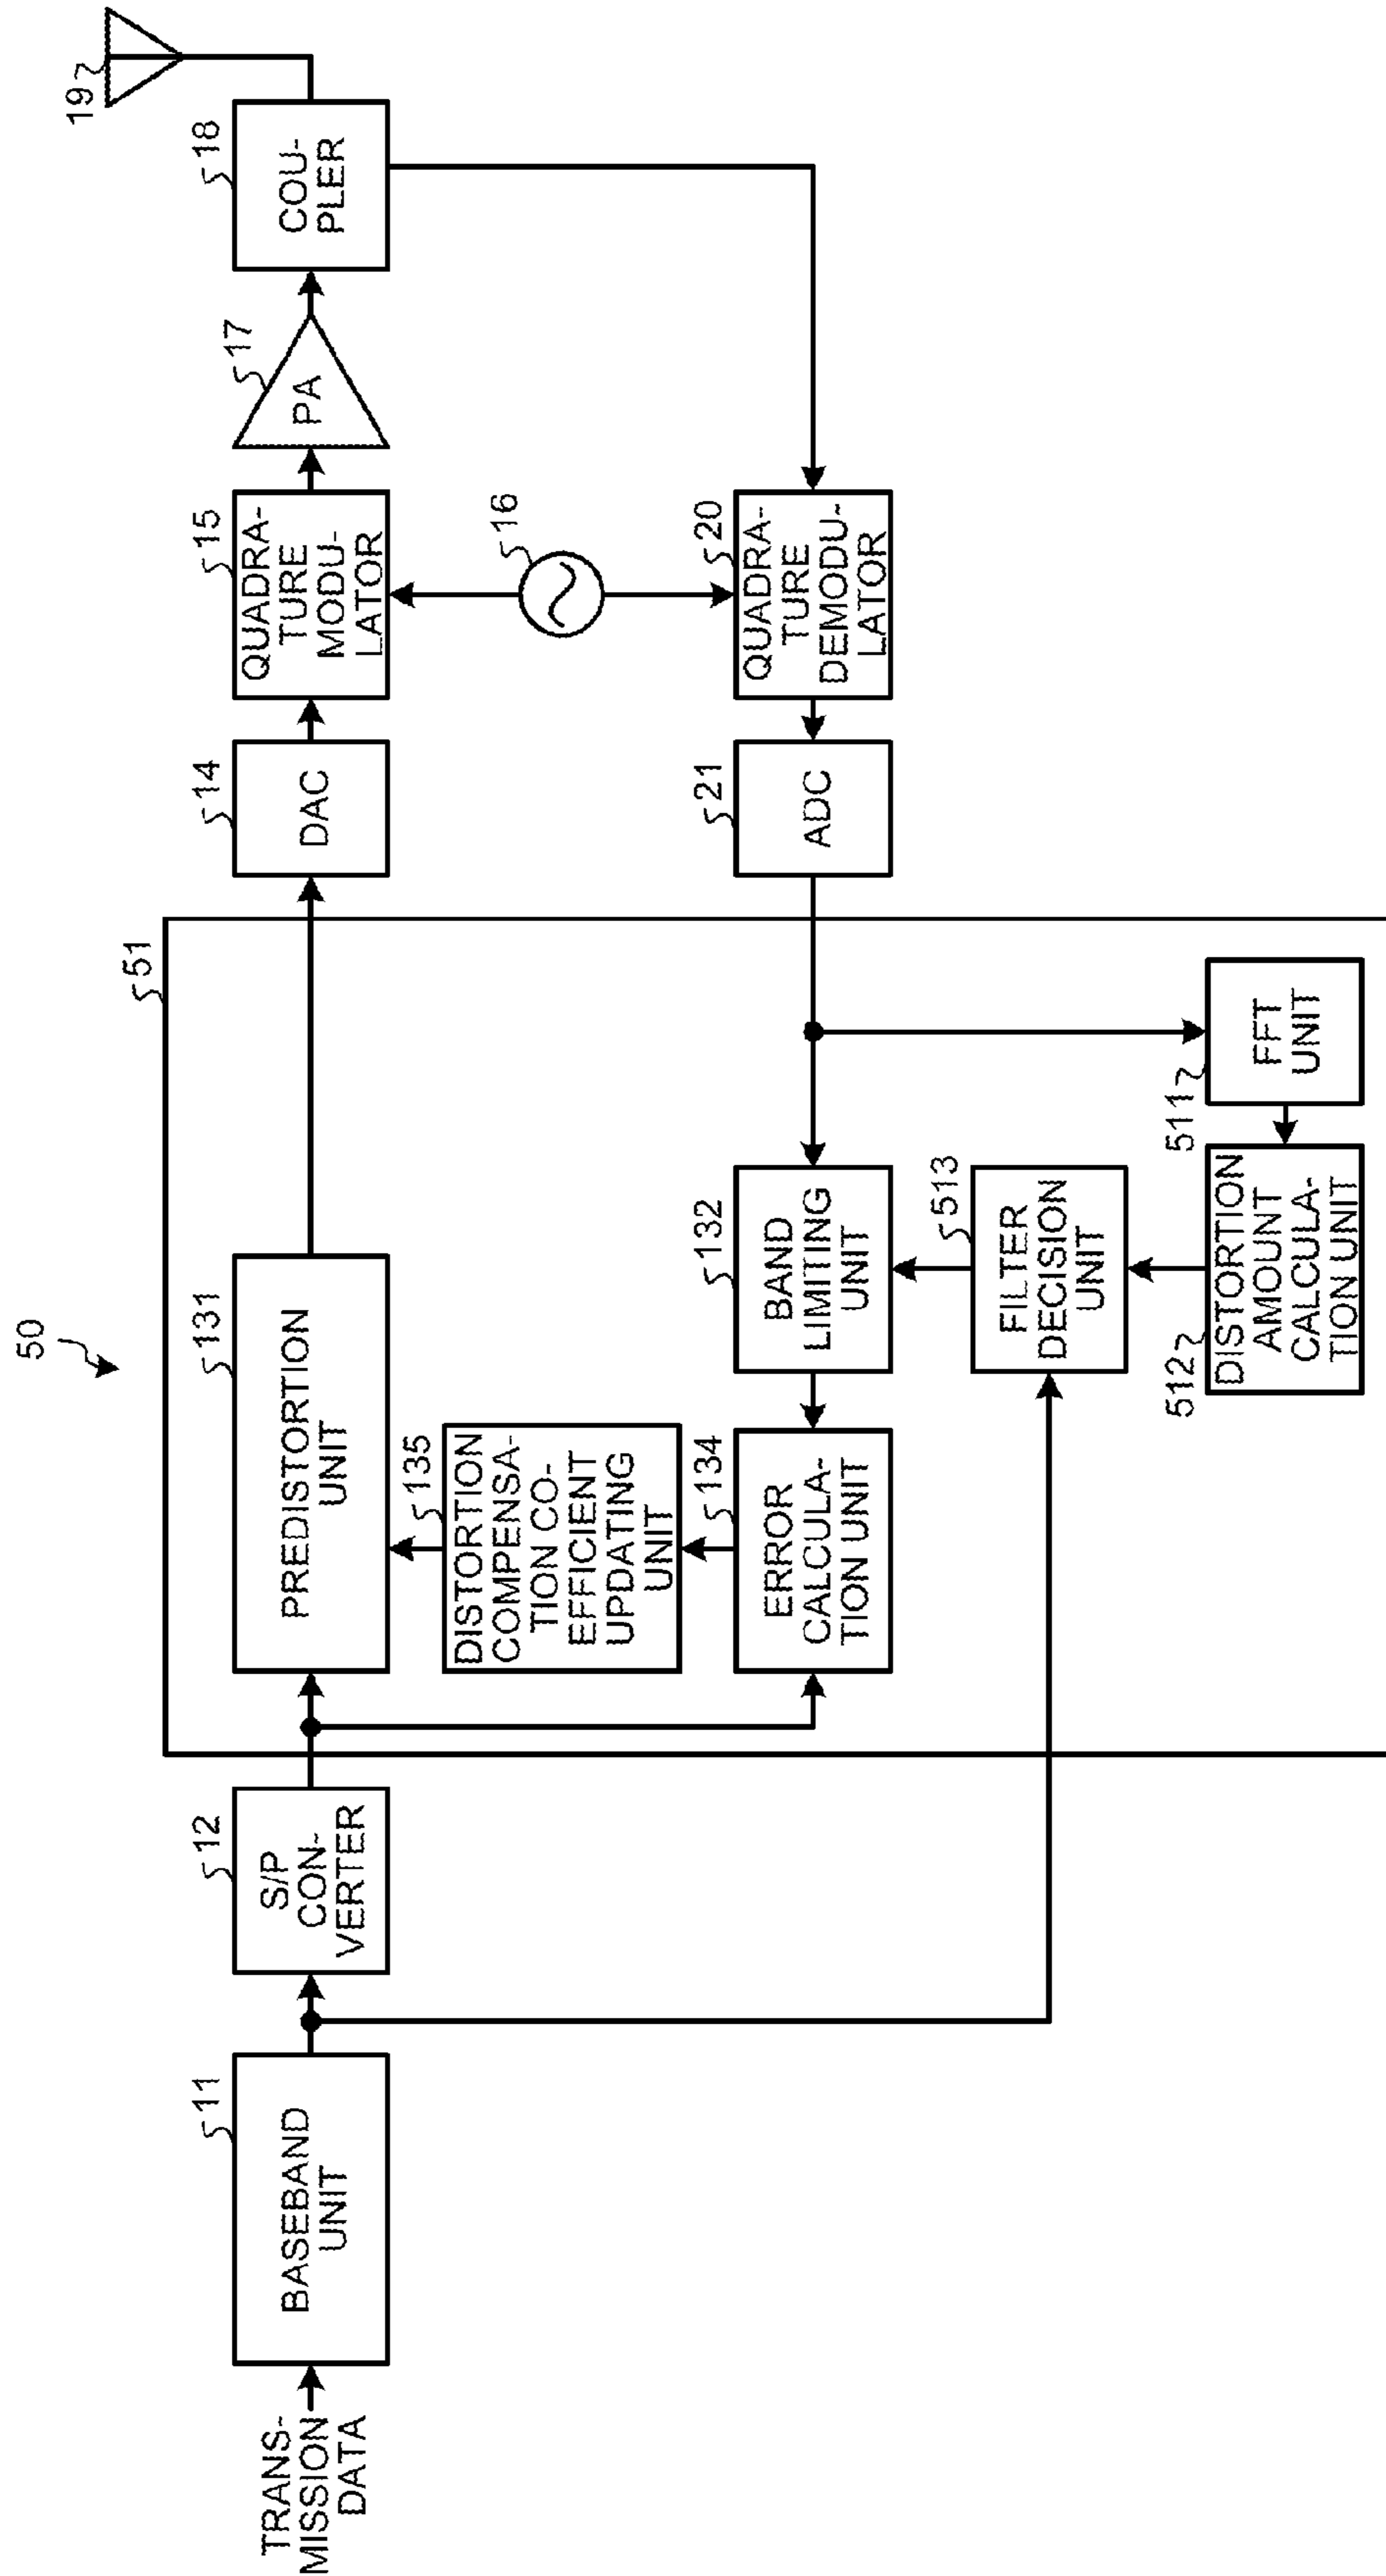 50
TRANS-
MISSION
DATA
11
BASEBAND
UNIT
12
S/P
CON-
VERTER
51
131
PREDISTORTION
UNIT
14
DAC
15
QUADRA-
TURE
MODU-
LATOR
17
PA
18
COU-
PLER
19
16
135
DISTORTION
COMPENSA-
TION CO-
EFFICIENT
UPDATING
UNIT
134
ERROR
CALCULA-
TION UNIT
132
BAND
LIMITING
UNIT
21
ADC
20
QUADRA-
TURE
DEMODU-
LATOR
513
FILTER
DECISION
UNIT
512
DISTORTION
AMOUNT
CALCULA-
TION UNIT
511
FFT
UNIT